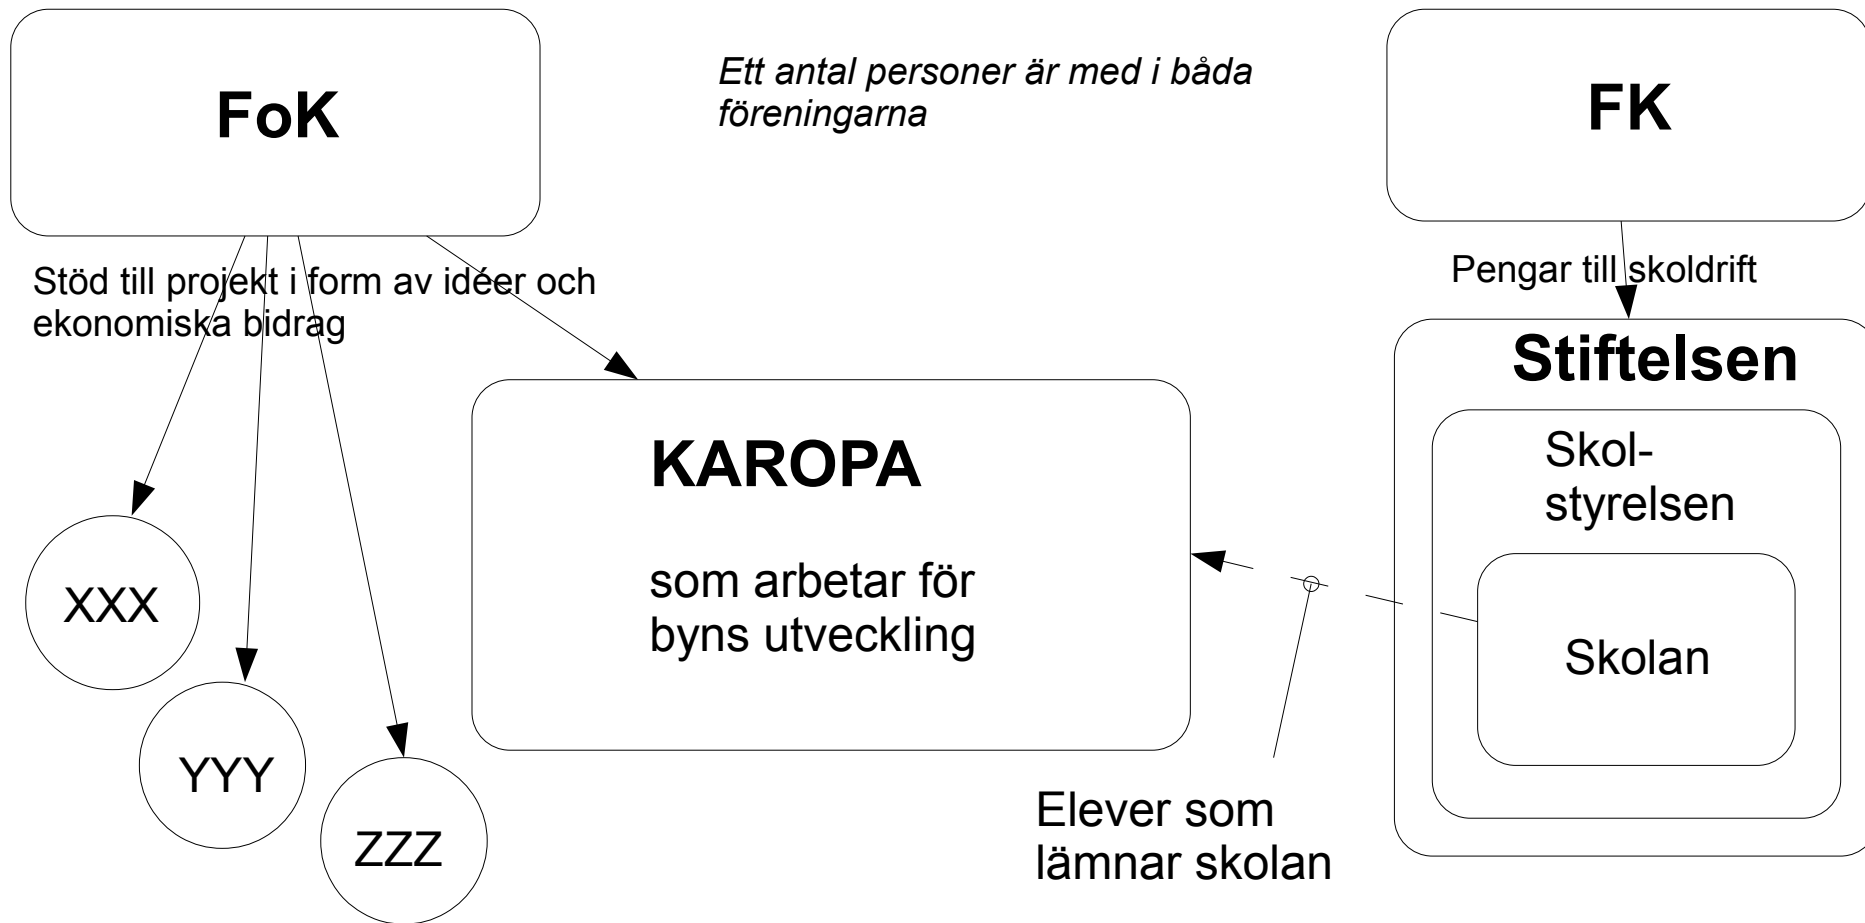 FoK
Ett antal personer är med i båda
föreningarna
FK
Stöd till projekt i form av idéer och
ekonomiska bidrag
Pengar till skoldrift
Stiftelsen
Skol-
styrelsen
Skolan
KAROPA
som arbetar för
byns utveckling
XXX
YYY
ZZZ
Elever som
lämnar skolan